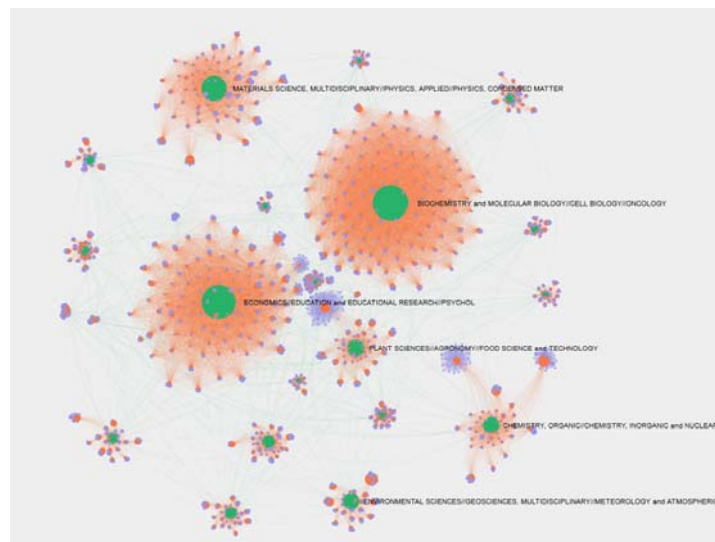 MATERIALS SCIENCE, MULTIDISCIPLINARY//PHYSICS, APPLIED//PHYSICS, CONDENSED MATTER
BIOCHEMISTRY and MOLECULAR BIOLOGY//CELL BIOLOGY//ONCOLOGY
ECONOMICS//EDUCATION and EDUCATIONAL RESEARCH//PSYCHOL
PLANT SCIENCES//AGRONOMY//FOOD SCIENCE and TECHNOLOGY
CHEMISTRY, ORGANIC//CHEMISTRY, INORGANIC and NUCLEAR
ENVIRONMENTAL SCIENCES//GEOSCIENCES, MULTIDISCIPLINARY//METEOROLOGY and ATMOSPHERI